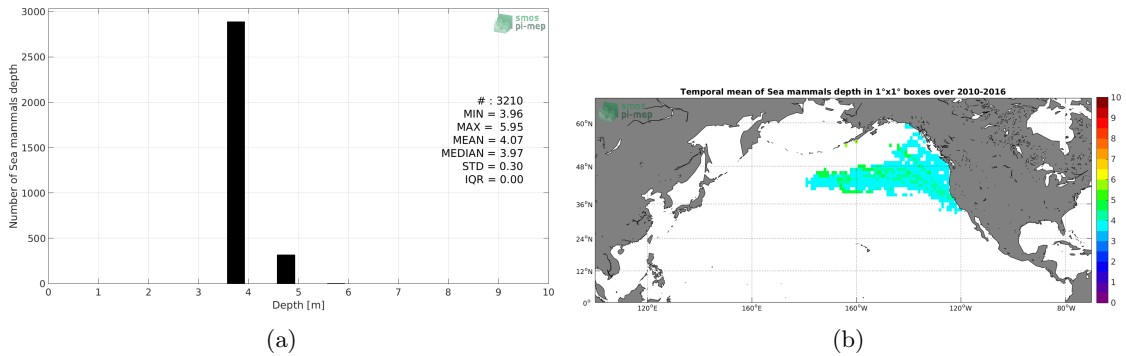 3000
2500
2000
1500
1000
500
0
Number of Sea mammals depth
0 1 2 3 4 5 6 7 8 9 10
Depth [m]
smos
pi-mep
# : 3210
MIN = 3.96
MAX = 5.95
MEAN = 4.07
MEDIAN = 3.97
STD = 0.30
IQR = 0.00
(a)
Temporal mean of Sea mammals depth in 1°x1° boxes over 2010-2016
smos
pi-mep
60°N
48°N
36°N
24°N
12°N
0°
120°E 160°E 160°W 120°W 80°W
10
9
8
7
6
5
4
3
2
1
0
(b)